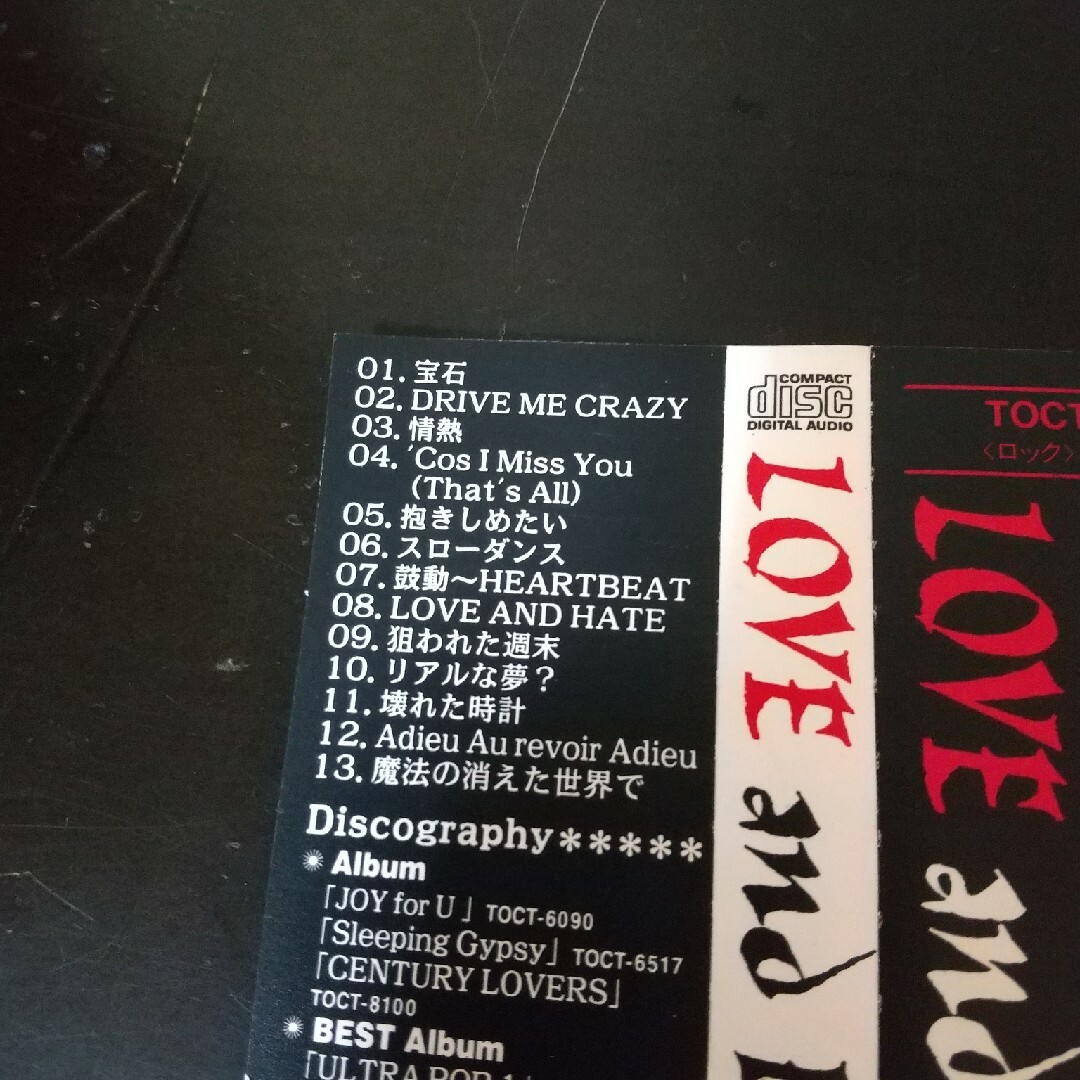 01. 宝石
02. DRIVE ME CRAZY
03. 情熱
04. 'Cos I Miss You
(That's All)
05. 抱きしめたい
06. スローダンス
07. 鼓動〜HEARTBEAT
08. LOVE AND HATE
09. 狙われた週末
10. リアルな夢？
11. 壊れた時計
12. Adieu Au revoir Adieu
13. 魔法の消えた世界で
Discography＊＊＊＊＊
Album
「JOY for U」TOCT-6090
「Sleeping Gypsy」TOCT-6517
「CENTURY LOVERS」
TOCT-8100
BEST Album
「ULTRA POP
COMPACT
disc
DIGITAL AUDIO
LOVE and
TOCT
〈ロック〉
LOVE and